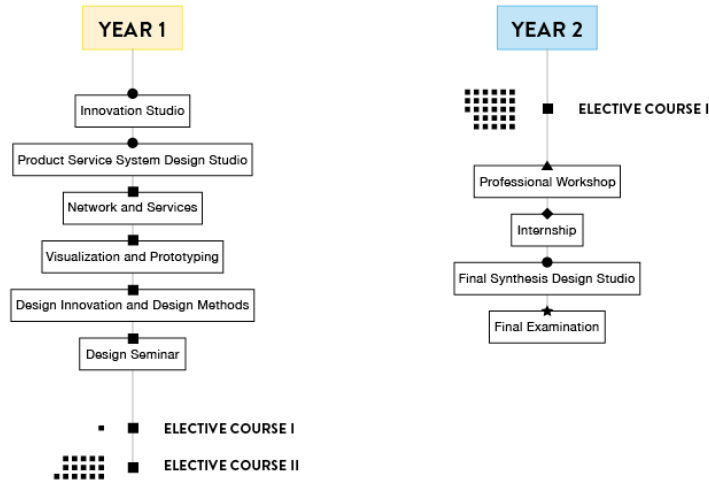 YEAR 1
Innovation Studio
Product Service System Design Studio
Network and Services
Visualization and Prototyping
Design Innovation and Design Methods
Design Seminar
ELECTIVE COURSE I
ELECTIVE COURSE II
YEAR 2
ELECTIVE COURSE I
Professional Workshop
Internship
Final Synthesis Design Studio
Final Examination